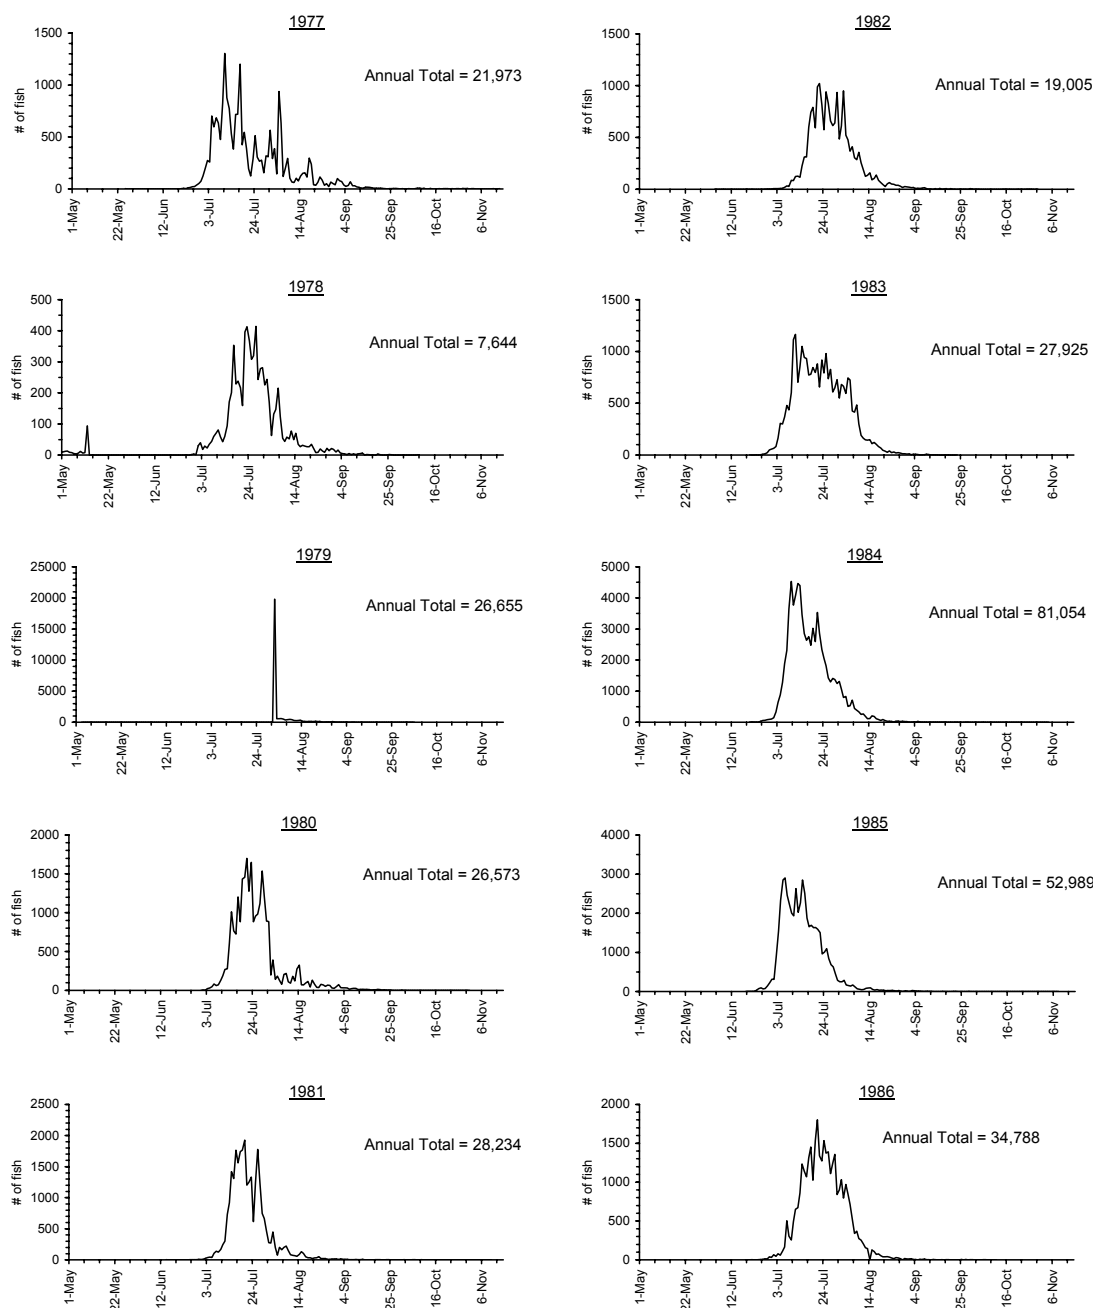 1977
# of fish
1500
1000
500
0
Annual Total = 21,973
1-May
22-May
12-Jun
3-Jul
24-Jul
14-Aug
4-Sep
25-Sep
16-Oct
6-Nov
1978
# of fish
500
400
300
200
100
0
Annual Total = 7,644
1-May
22-May
12-Jun
3-Jul
24-Jul
14-Aug
4-Sep
25-Sep
16-Oct
6-Nov
1979
# of fish
25000
20000
15000
10000
5000
0
Annual Total = 26,655
1-May
22-May
12-Jun
3-Jul
24-Jul
14-Aug
4-Sep
25-Sep
16-Oct
6-Nov
1980
# of fish
2000
1500
1000
500
0
Annual Total = 26,573
1-May
22-May
12-Jun
3-Jul
24-Jul
14-Aug
4-Sep
25-Sep
16-Oct
6-Nov
1981
# of fish
2500
2000
1500
1000
500
0
Annual Total = 28,234
1-May
22-May
12-Jun
3-Jul
24-Jul
14-Aug
4-Sep
25-Sep
16-Oct
6-Nov
1982
# of fish
1500
1000
500
0
Annual Total = 19,005
1-May
22-May
12-Jun
3-Jul
24-Jul
14-Aug
4-Sep
25-Sep
16-Oct
6-Nov
1983
# of fish
1500
1000
500
0
Annual Total = 27,925
1-May
22-May
12-Jun
3-Jul
24-Jul
14-Aug
4-Sep
25-Sep
16-Oct
6-Nov
1984
# of fish
5000
4000
3000
2000
1000
0
Annual Total = 81,054
1-May
22-May
12-Jun
3-Jul
24-Jul
14-Aug
4-Sep
25-Sep
16-Oct
6-Nov
1985
# of fish
4000
3000
2000
1000
0
Annual Total = 52,989
1-May
22-May
12-Jun
3-Jul
24-Jul
14-Aug
4-Sep
25-Sep
16-Oct
6-Nov
1986
# of fish
2000
1500
1000
500
0
Annual Total = 34,788
1-May
22-May
12-Jun
3-Jul
24-Jul
14-Aug
4-Sep
25-Sep
16-Oct
6-Nov